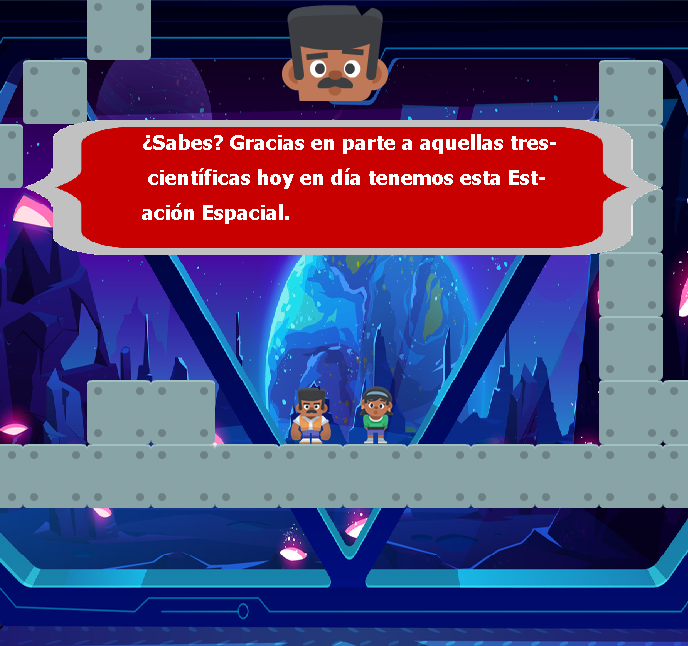 ¿Sabes? Gracias en parte a aquellas tres-
científicas hoy en día tenemos esta Est-
ación Espacial.